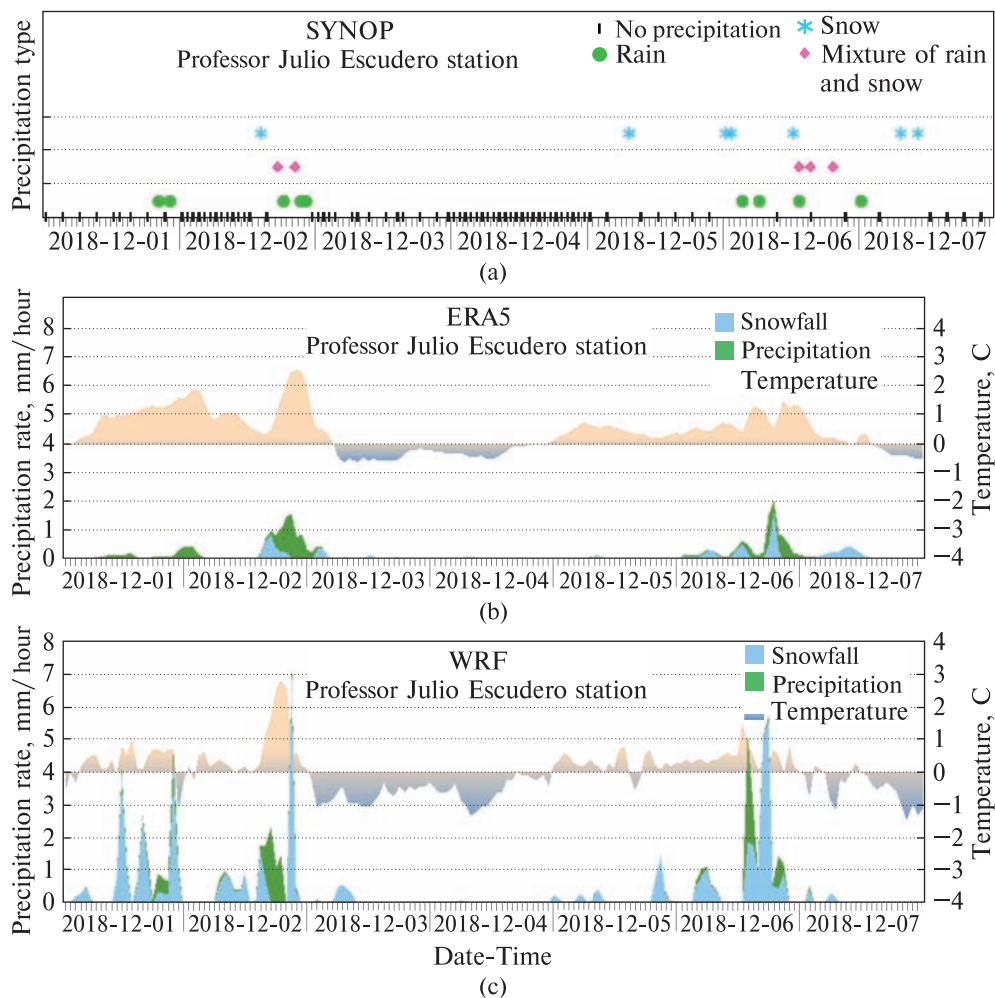 SYNOP
Professor Julio Escudero station
No precipitation
Rain
Snow
Mixture of rain
and snow
Precipitation type
2018-12-01 2018-12-02 2018-12-03 2018-12-04 2018-12-05 2018-12-06 2018-12-07
(a)
ERA5
Professor Julio Escudero station
Snowfall
Precipitation
Temperature
Precipitation rate, mm/hour
8
7
6
5
4
3
2
1
0
4
3
2
1
0
−1
−2
−3
−4
Temperature, C
2018-12-01 2018-12-02 2018-12-03 2018-12-04 2018-12-05 2018-12-06 2018-12-07
(b)
WRF
Professor Julio Escudero station
Snowfall
Precipitation
Temperature
Precipitation rate, mm/hour
8
7
6
5
4
3
2
1
0
4
3
2
1
0
−1
−2
−3
−4
Temperature, C
2018-12-01 2018-12-02 2018-12-03 2018-12-04 2018-12-05 2018-12-06 2018-12-07
Date-Time
(c)